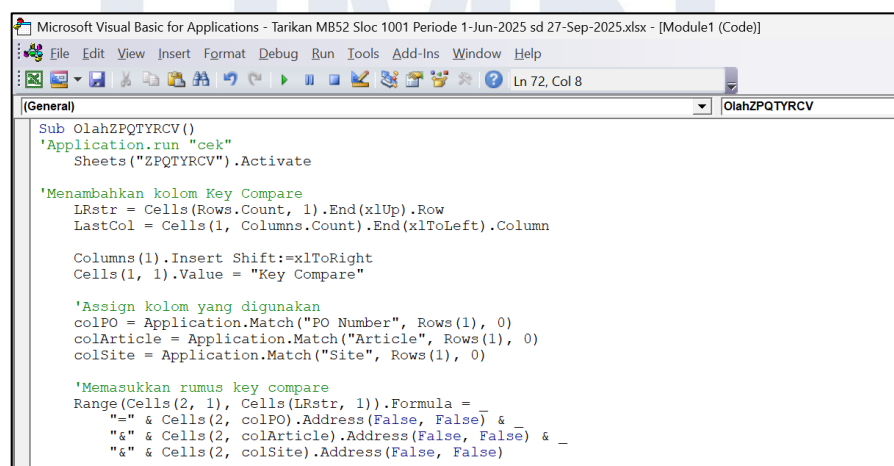 Microsoft Visual Basic for Applications - Tarikan MB52 Sloc 1001 Periode 1-Jun-2025 sd 27-Sep-2025.xlsx - [Module1 (Code)]
File Edit View Insert Format Debug Run Tools Add-Ins Window Help
Ln 72, Col 8
(General) OlahZPQTYRCV
Sub OlahZPQTYRCV()
'Application.run "cek"
Sheets("ZPQTYRCV").Activate
'Menambahkan kolom Key Compare
LRstr = Cells(Rows.Count, 1).End(xlUp).Row
LastCol = Cells(1, Columns.Count).End(xlToLeft).Column
Columns(1).Insert Shift:=xlToRight
Cells(1, 1).Value = "Key Compare"
'Assign kolom yang digunakan
colPO = Application.Match("PO Number", Rows(1), 0)
colArticle = Application.Match("Article", Rows(1), 0)
colSite = Application.Match("Site", Rows(1), 0)
'Memasukkan rumus key compare
Range(Cells(2, 1), Cells(LRstr, 1)).Formula = _
"=" & Cells(2, colPO).Address(False, False) & _
"&" & Cells(2, colArticle).Address(False, False) & _
"&" & Cells(2, colSite).Address(False, False)